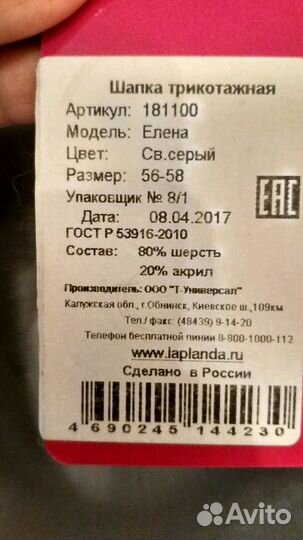 Шапка трикотажная
Артикул: 181100
Модель: Елена
Цвет: Св.серый
Размер: 56-58
Упаковщик № 8/1
Дата: 08.04.2017
ГОСТ Р 53916-2010
Состав: 80% шерсть
20% акрил
EAC
Производитель: ООО "Т-Универсал"
Калужская обл., г Обнинск, Киевское ш.,109км
Тел./ факс: (48439) 9-14-20
Телефон бесплатной линии 8-800-1000-112
www.laplanda.ru
Сделано в России
4 690245 144230
Avito